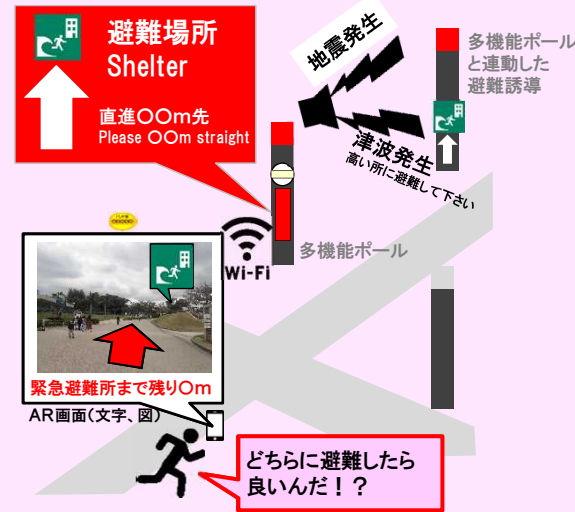 避難場所
Shelter
直進〇〇m先
Please 〇〇m straight
地震発生
津波発生
高い所に避難して下さい
多機能ポール
と連動した
避難誘導
Wi-Fi
多機能ポール
緊急避難所まで残り〇m
AR画面(文字、図)
どちらに避難したら
良いんだ！？